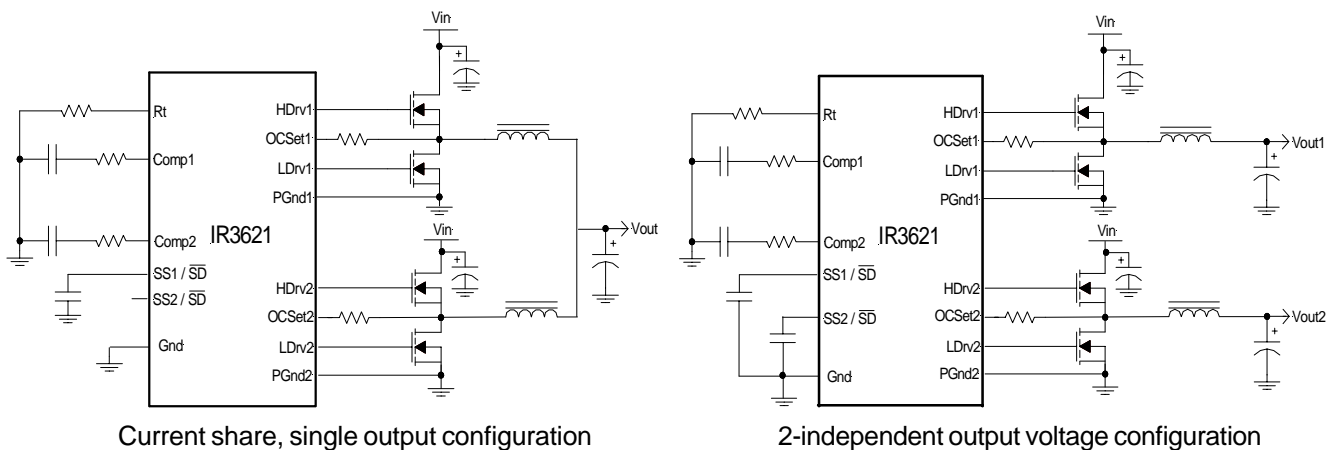 Vin
+
Rt
HDrv1
OCSet1
Comp1
LDrv1
PGnd1
Comp2
IR3621
Vin
+
Vout
+
SS1 / SD
SS2 / SD
HDrv2
OCSet2
Gnd
LDrv2
PGnd2
Current share, single output configuration
Vin
+
Rt
HDrv1
OCSet1
Vout1
+
Comp1
LDrv1
PGnd1
Comp2
IR3621
Vin
+
SS1 / SD
HDrv2
SS2 / SD
OCSet2
Vout2
+
LDrv2
Gnd
PGnd2
2-independent output voltage configuration